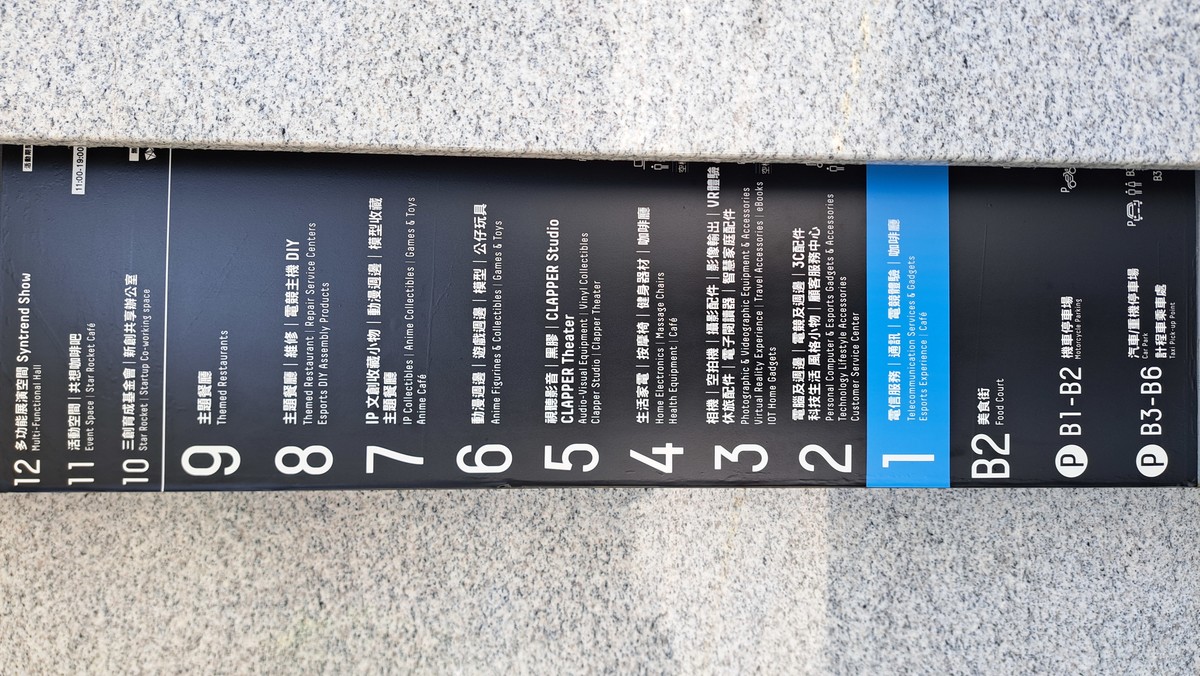 12 多功能展演空間 Syntrend Show
Multi-Functional Hall
11 活動空間 | 共想咖啡吧
Event Space | Star Rocket Café
11:00-19:00
10 三創育成基金會 | 新創共享辦公室
Star Rocket | Startup Co-working space
9 主題餐廳
Themed Restaurants
8 主題餐廳 | 維修 | 電競主機 DIY
Themed Restaurant | Repair Service Centers
Esports DIY Assembly Products
7 IP 文創收藏小物 | 動漫週邊 | 模型收藏
主題餐廳
IP Collectibles | Anime Collectibles | Games & Toys
Anime Café
6 動漫週邊 | 遊戲週邊 | 模型 | 公仔玩具
Anime Figurines & Collectibles | Games & Toys
5 視聽影音 | 黑膠 | CLAPPER Studio
CLAPPER Theater
Audio-Visual Equipment | Vinyl Collectibles
Clapper Studio | Clapper Theater
4 生活家電 | 按摩椅 | 健身器材 | 咖啡廳
Home Electronics | Massage Chairs
Health Equipment | Café
3 相機 | 空拍機 | 攝影配件 | 影像輸出 | VR體驗
休旅配件 | 電子閱讀器 | 智慧家庭配件
Photographic & Videographic Equipment & Accessories
Virtual Reality Experience | Travel Accessories | eBooks
IOT Home Gadgets
2 電腦及週邊 | 電競及週邊 | 3C配件
科技生活風格小物 | 顧客服務中心
Personal Computer & Esports Gadgets & Accessories
Technology Lifestyle Accessories
Customer Service Center
1 電信服務 | 通訊 | 電競體驗 | 咖啡廳
Telecommunication Services & Gadgets
Esports Experience | Café
B2 美食街
Food Court
P B1-B2 機車停車場
Motorcycle Parking
P
P B3-B6 汽車/重機停車場
Car Park
計程車乘車處
Taxi Pick-up Point
P
B3
B3